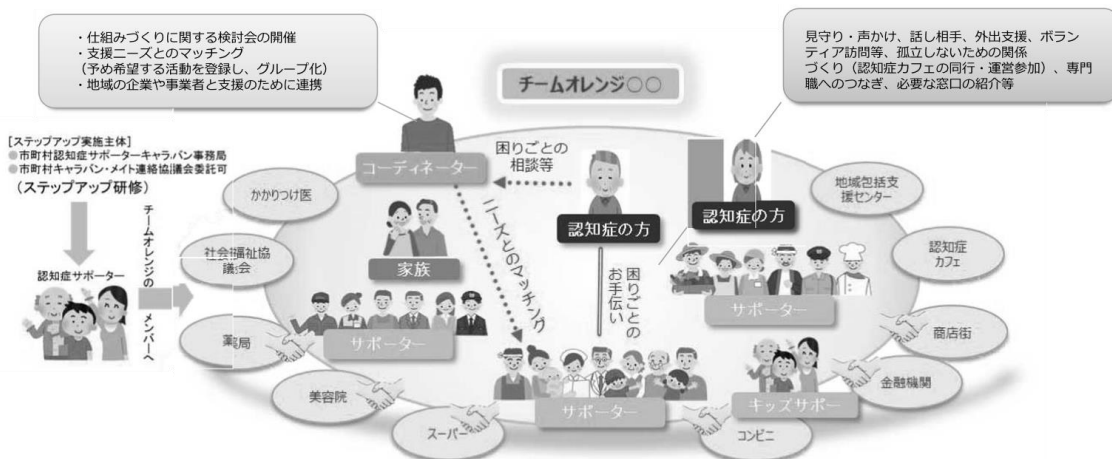 ・仕組みづくりに関する検討会の開催
・支援ニーズとのマッチング
（予め希望する活動を登録し、グループ化）
・地域の企業や事業者と支援のために連携
見守り・声かけ、話し相手、外出支援、ボラン
ティア訪問等、孤立しないための関係
づくり（認知症カフェの同行・運営参加）、専門
職へのつなぎ、必要な窓口の紹介等
チームオレンジ〇〇
[ステップアップ実施主体]
●市町村認知症サポーターキャラバン事務局
●市町村キャラバン・メイト連絡協議会委託可
（ステップアップ研修）
認知症サポーター
チームオレンジの
メンバーへ
コーディネーター
困りごとの
相談等
認知症の方
認知症の方
家族
ニーズとのマッチング
困りごとの
お手伝い
サポーター
サポーター
サポーター
キッズサポー
かかりつけ医
社会福祉協
議会
薬局
美容院
スーパー
コンビニ
金融機関
商店街
認知症
カフェ
地域包括支
援センター